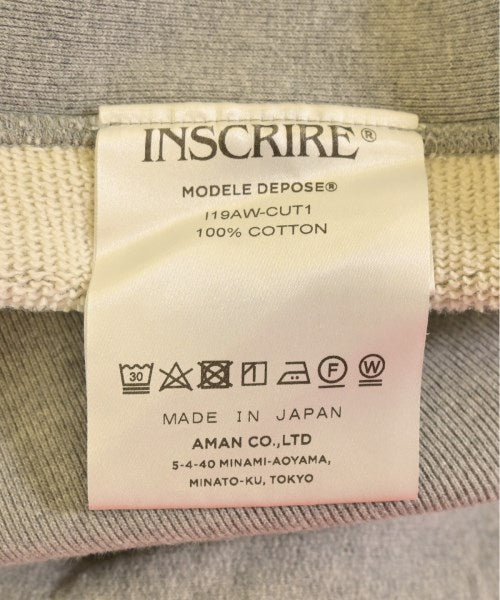 INSCRIRE®
MODELE DEPOSE®
I19AW-CUT1
100% COTTON
30 F W
MADE IN JAPAN
AMAN CO.,LTD
5-4-40 MINAMI-AOYAMA,
MINATO-KU, TOKYO